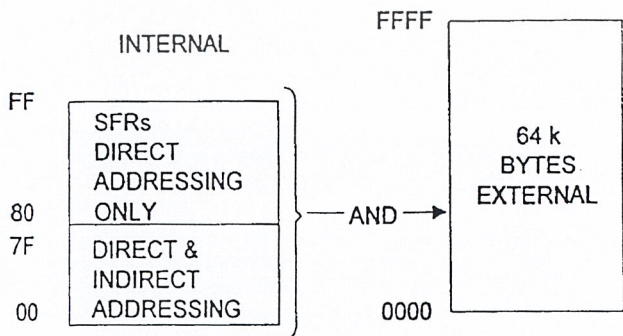 INTERNAL
FF
SFRs
DIRECT
ADDRESSING
ONLY
80
7F
DIRECT &
INDIRECT
ADDRESSING
00
AND
FFFF
64 k
BYTES
EXTERNAL
0000